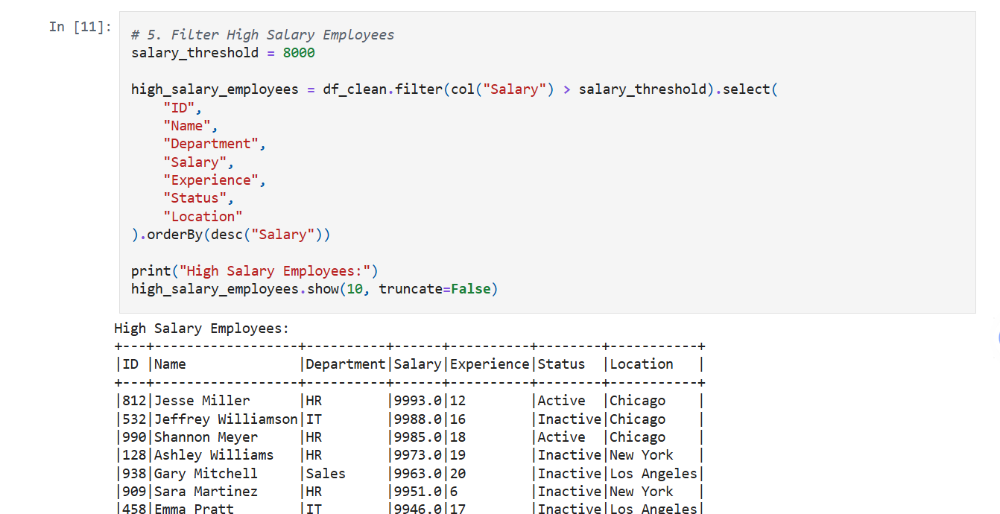 In [11]:
# 5. Filter High Salary Employees
salary_threshold = 8000
high_salary_employees = df_clean.filter(col("Salary") > salary_threshold).select(
    "ID",
    "Name",
    "Department",
    "Salary",
    "Experience",
    "Status",
    "Location"
).orderBy(desc("Salary"))
print("High Salary Employees:")
high_salary_employees.show(10, truncate=False)
High Salary Employees:
+---+------------------+----------+------+----------+--------+-----------+
|ID |Name              |Department|Salary|Experience|Status  |Location   |
+---+------------------+----------+------+----------+--------+-----------+
|812|Jesse Miller      |HR        |9993.0|12        |Active  |Chicago    |
|532|Jeffrey Williamson|IT        |9988.0|16        |Inactive|Chicago    |
|990|Shannon Meyer     |HR        |9985.0|18        |Active  |Chicago    |
|128|Ashley Williams   |HR        |9973.0|19        |Inactive|New York   |
|938|Gary Mitchell     |Sales     |9963.0|20        |Inactive|Los Angeles|
|909|Sara Martinez     |HR        |9951.0|6         |Inactive|New York   |
|458|Emma Pratt        |IT        |9946.0|17        |Inactive|Los Angeles|